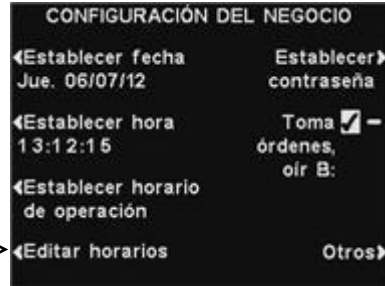 CONFIGURACIÓN DEL NEGOCIO
Establecer fecha
Jue. 06/07/12
Establecer
contraseña
Establecer hora
13:12:15
Toma
órdenes,
oír B:
Establecer horario
de operación
Editar horarios
Otros